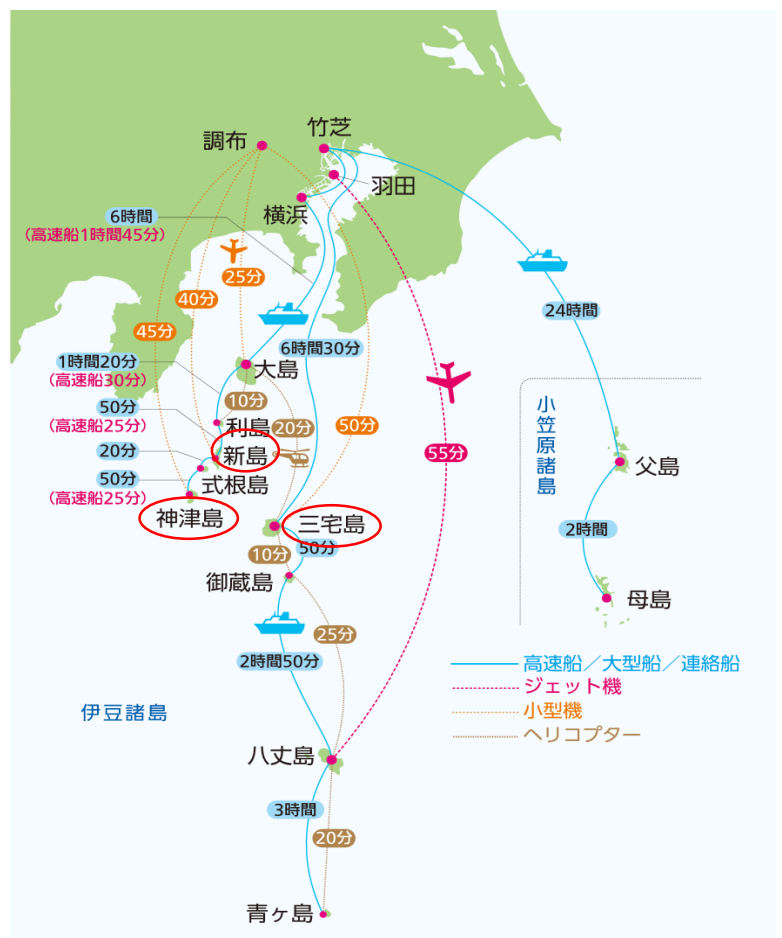 竹芝
調布
羽田
横浜
6時間
(高速船1時間45分)
25分
40分
45分
24時間
6時間30分
1時間20分
(高速船30分)
大島
10分
50分
(高速船25分)
利島
20分
50分
55分
20分
新島
50分
(高速船25分)
式根島
神津島
三宅島
50分
10分
御蔵島
25分
2時間50分
小笠原諸島
父島
2時間
母島
高速船／大型船／連絡船
ジェット機
小型機
ヘリコプター
伊豆諸島
八丈島
3時間
20分
青ヶ島